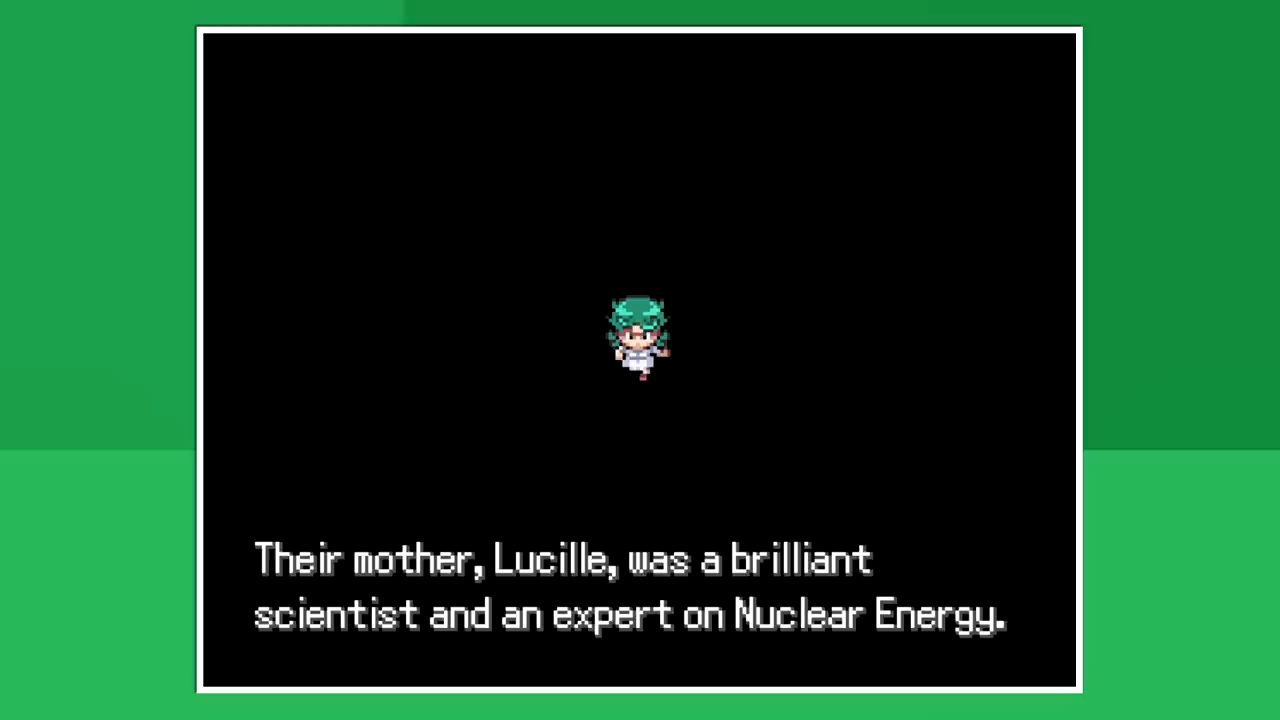 Their mother, Lucille, was a brilliant
scientist and an expert on Nuclear Energy.